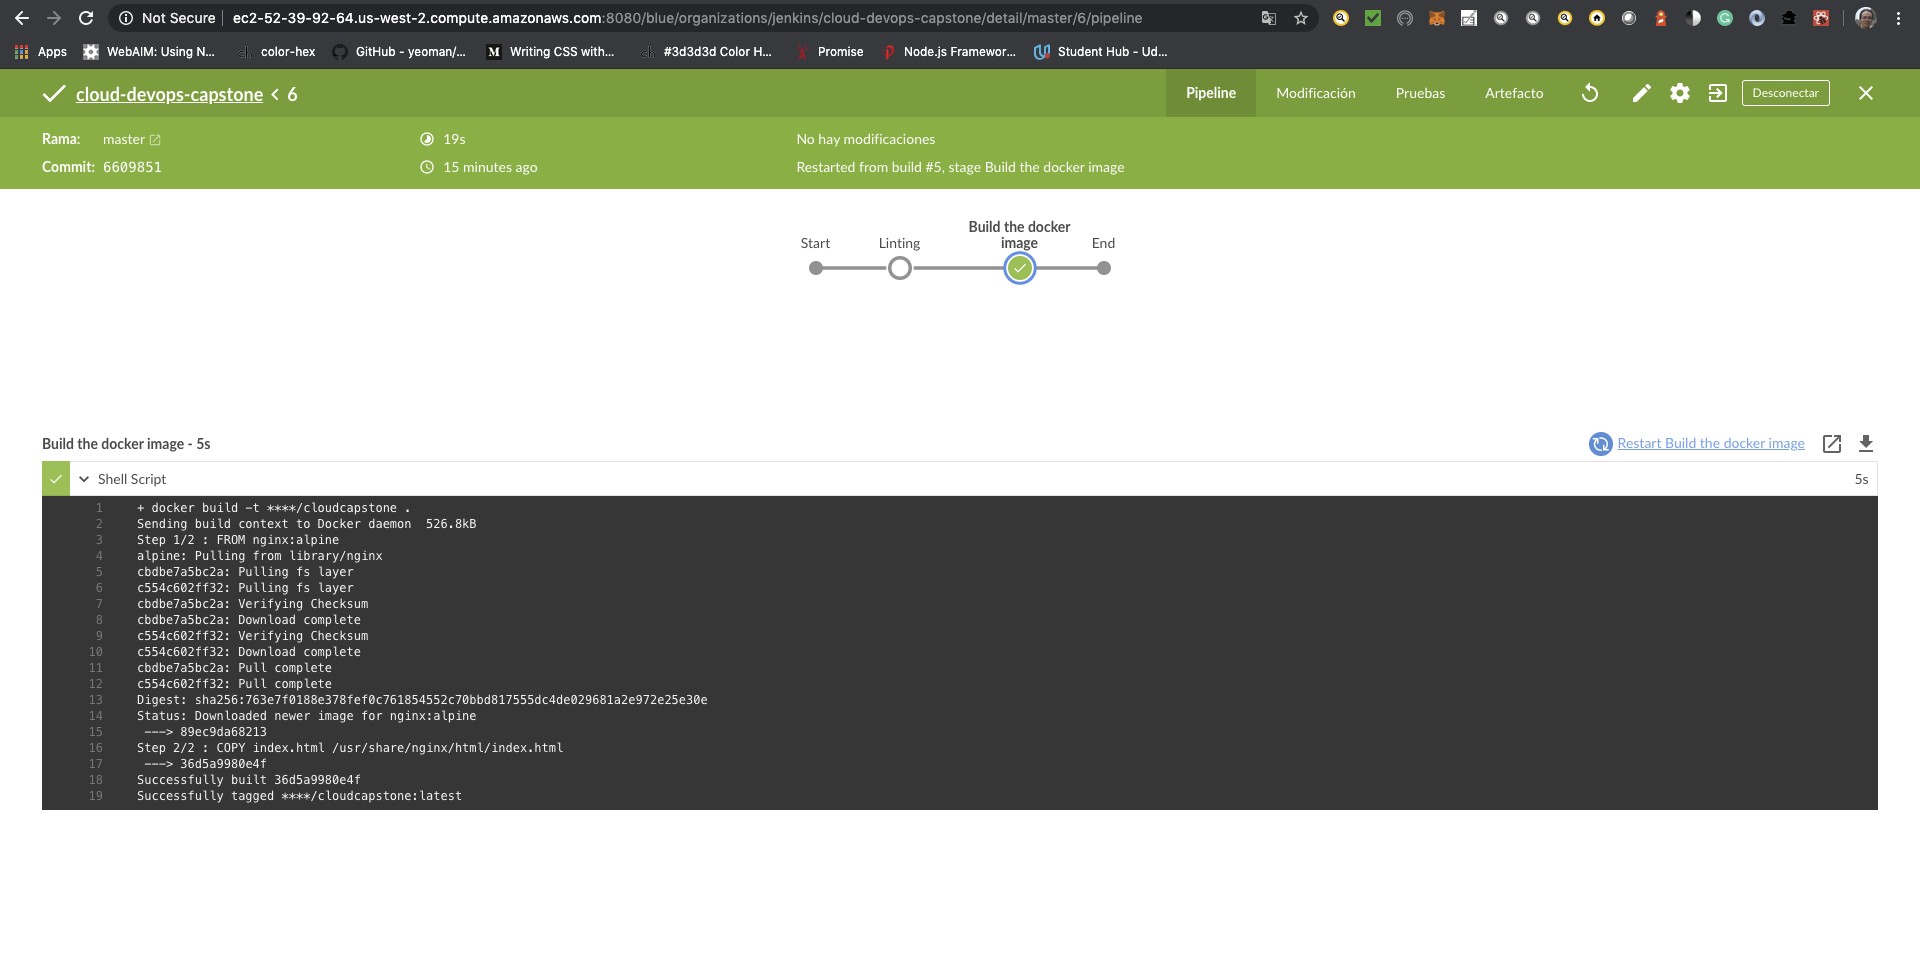 Not Secure ec2-52-39-92-64.us-west-2.compute.amazonaws.com:8080/blue/organizations/jenkins/cloud-devops-capstone/detail/master/6/pipeline
Apps WebAIM: Using N... color-hex GitHub - yeoman/... Writing CSS with... #3d3d3d Color H... Promise Node.js Framewor... Student Hub - Ud...
cloud-devops-capstone < 6 Pipeline Modificación Pruebas Artefacto Desconectar
Rama: master 19s No hay modificaciones
Commit: 6609851 15 minutes ago Restarted from build #5, stage Build the docker image
Build the docker
Start Linting image End
Build the docker image - 5s Restart Build the docker image
Shell Script 5s
1 + docker build -t ****/cloudcapstone .
2 Sending build context to Docker daemon 526.8kB
3 Step 1/2 : FROM nginx:alpine
4 alpine: Pulling from library/nginx
5 cbdbe7a5bc2a: Pulling fs layer
6 c554c602ff32: Pulling fs layer
7 cbdbe7a5bc2a: Verifying Checksum
8 cbdbe7a5bc2a: Download complete
9 c554c602ff32: Verifying Checksum
10 c554c602ff32: Download complete
11 cbdbe7a5bc2a: Pull complete
12 c554c602ff32: Pull complete
13 Digest: sha256:763e7f0188e378fef0c761854552c70bbd817555dc4de029681a2e972e25e30e
14 Status: Downloaded newer image for nginx:alpine
15 ---> 89ec9da68213
16 Step 2/2 : COPY index.html /usr/share/nginx/html/index.html
17 ---> 36d5a9980e4f
18 Successfully built 36d5a9980e4f
19 Successfully tagged ****/cloudcapstone:latest